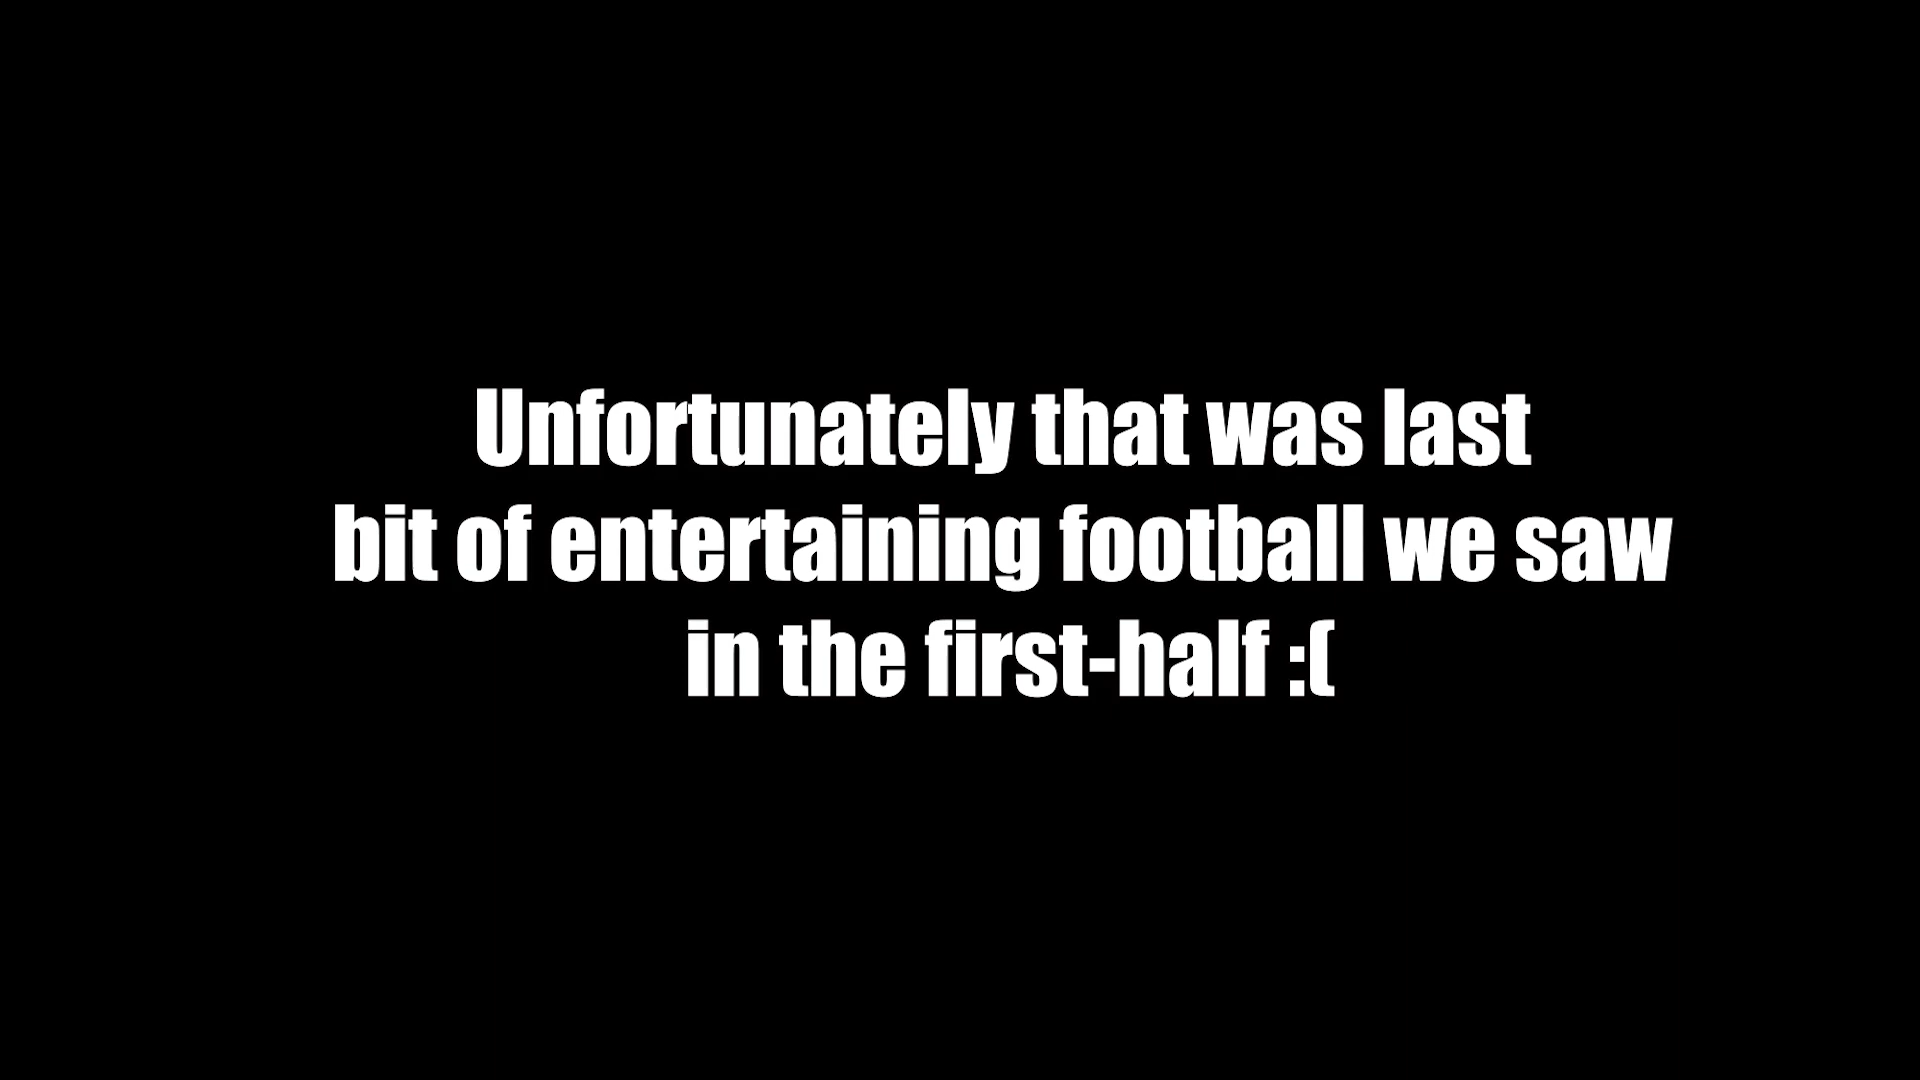 Unfortunately that was last
bit of entertaining football we saw
in the first-half :(